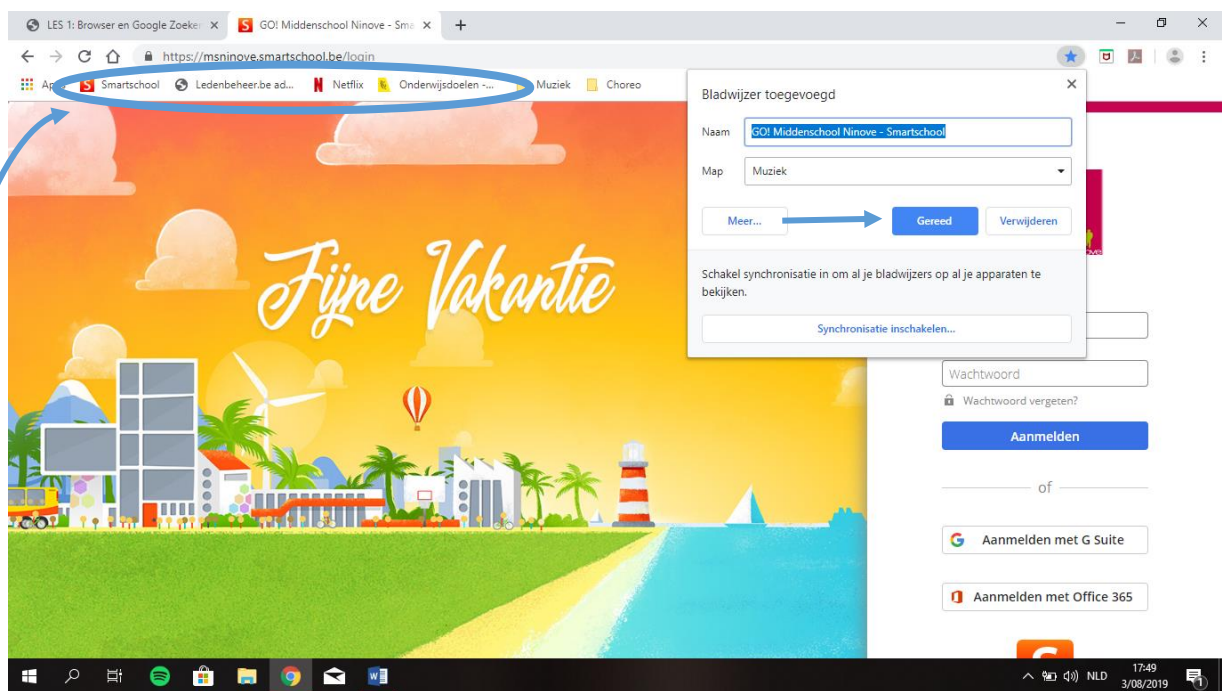 LES 1: Browser en Google Zoeker
GO! Middenschool Ninove - Sma
https://msninove.smartschool.be/login
Smartschool Ledenbeheer.be ad... Netflix Onderwijsdoelen -... Muziek Choreo
Bladwijzer toegevoegd
Naam GO! Middenschool Ninove - Smartschool
Map Muziek
Meer... Gereed Verwijderen
Schakel synchronisatie in om al je bladwijzers op al je apparaten te
bekijken.
Synchronisatie inschakelen...
Fijne Vakantie
Wachtwoord
Wachtwoord vergeten?
Aanmelden
of
Aanmelden met G Suite
Aanmelden met Office 365
NLD
17:49
3/08/2019